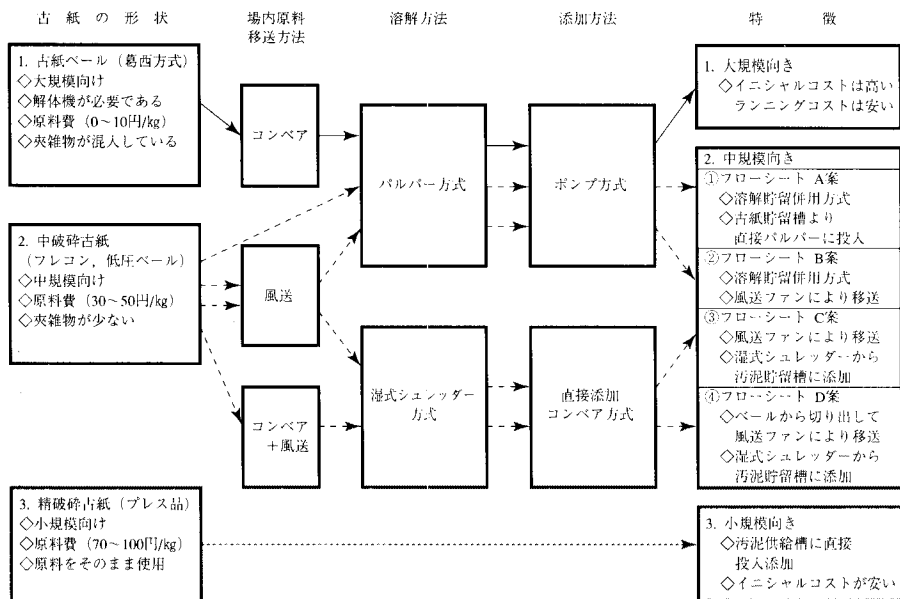 古紙の形状
場内原料
移送方法
溶解方法
添加方法
特徴
1. 古紙ベール（葛西方式）
◇大規模向け
◇解体機が必要である
◇原料費（0〜10円/kg）
◇夾雑物が混入している
2. 中破砕古紙
（フレコン，低圧ベール）
◇中規模向け
◇原料費（30〜50円/kg）
◇夾雑物が少ない
3. 精破砕古紙（プレス品）
◇小規模向け
◇原料費（70〜100円/kg）
◇原料をそのまま使用
コンベア
風送
コンベア
＋風送
パルパー方式
湿式シュレッダー
方式
ポンプ方式
直接添加
コンベア方式
1. 大規模向き
◇イニシャルコストは高い
ランニングコストは安い
2. 中規模向き
①フローシート A案
◇溶解貯留併用方式
◇古紙貯留槽より
直接パルパーに投入
②フローシート B案
◇溶解貯留併用方式
◇風送ファンにより移送
③フローシート C案
◇風送ファンにより移送
◇湿式シュレッダーから
汚泥貯留槽に添加
④フローシート D案
◇ベールから切り出して
風送ファンにより移送
◇湿式シュレッダーから
汚泥貯留槽に添加
3. 小規模向き
◇汚泥供給槽に直接
投入添加
◇イニシャルコストが安い